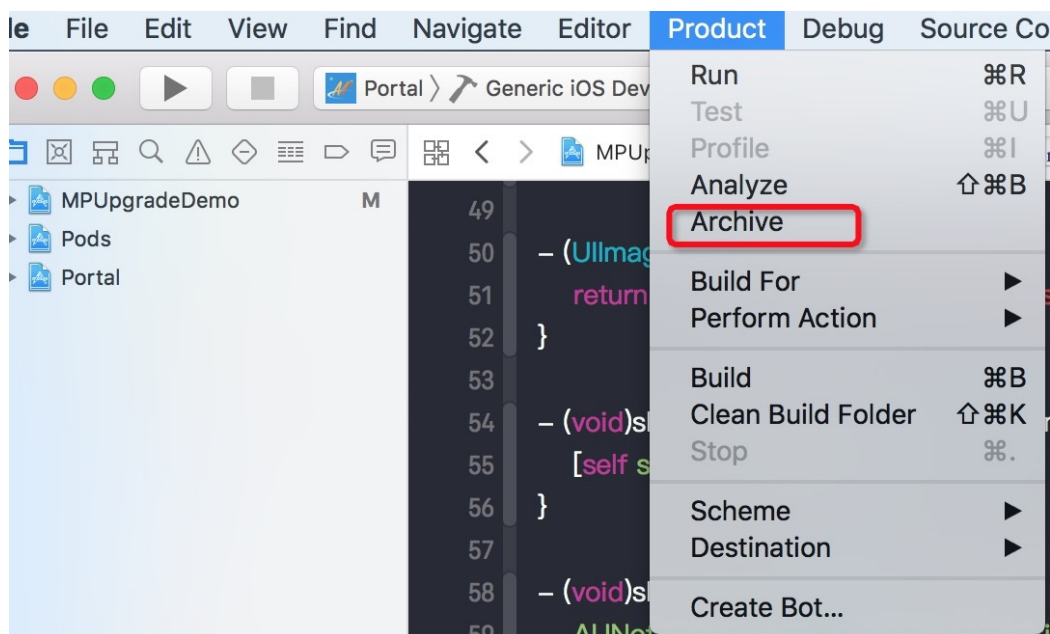 File Edit View Find Navigate Editor Product Debug Source Co
Portal Generic iOS Dev
Run ⌘R
Test ⌘U
Profile ⌘I
Analyze ⇧⌘B
Archive
Build For
Perform Action
Build ⌘B
Clean Build Folder ⇧⌘K
Stop ⌘.
Scheme
Destination
Create Bot...
MPUpgradeDemo M
Pods
Portal
49
50 – (UIImag
51 return
52 }
53
54 – (void)s
55 [self s
56 }
57
58 – (void)s
59